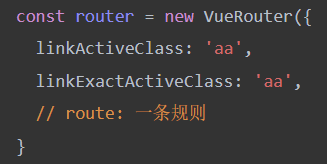 const router = new VueRouter({
  linkActiveClass: 'aa',
  linkExactActiveClass: 'aa',
  // route: 一条规则
}